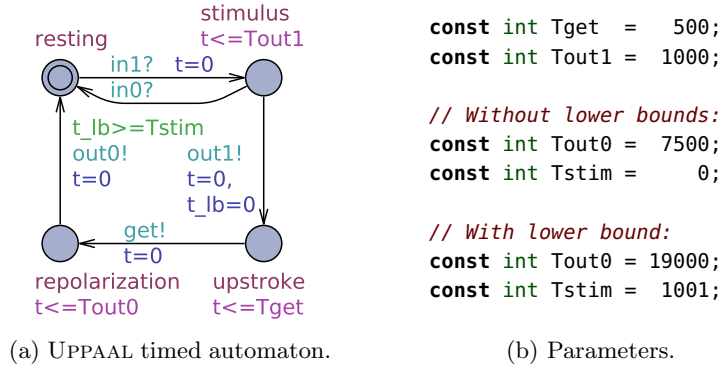 stimulus
resting
t<=Tout1
in1? t=0
in0?
t_lb>=Tstim
out0!
t=0
out1!
t=0,
t_lb=0
get!
t=0
repolarization
t<=Tout0
upstroke
t<=Tget
(a) UPPAAL timed automaton.
const int Tget = 500;
const int Tout1 = 1000;
// Without lower bounds:
const int Tout0 = 7500;
const int Tstim = 0;
// With lower bound:
const int Tout0 = 19000;
const int Tstim = 1001;
(b) Parameters.